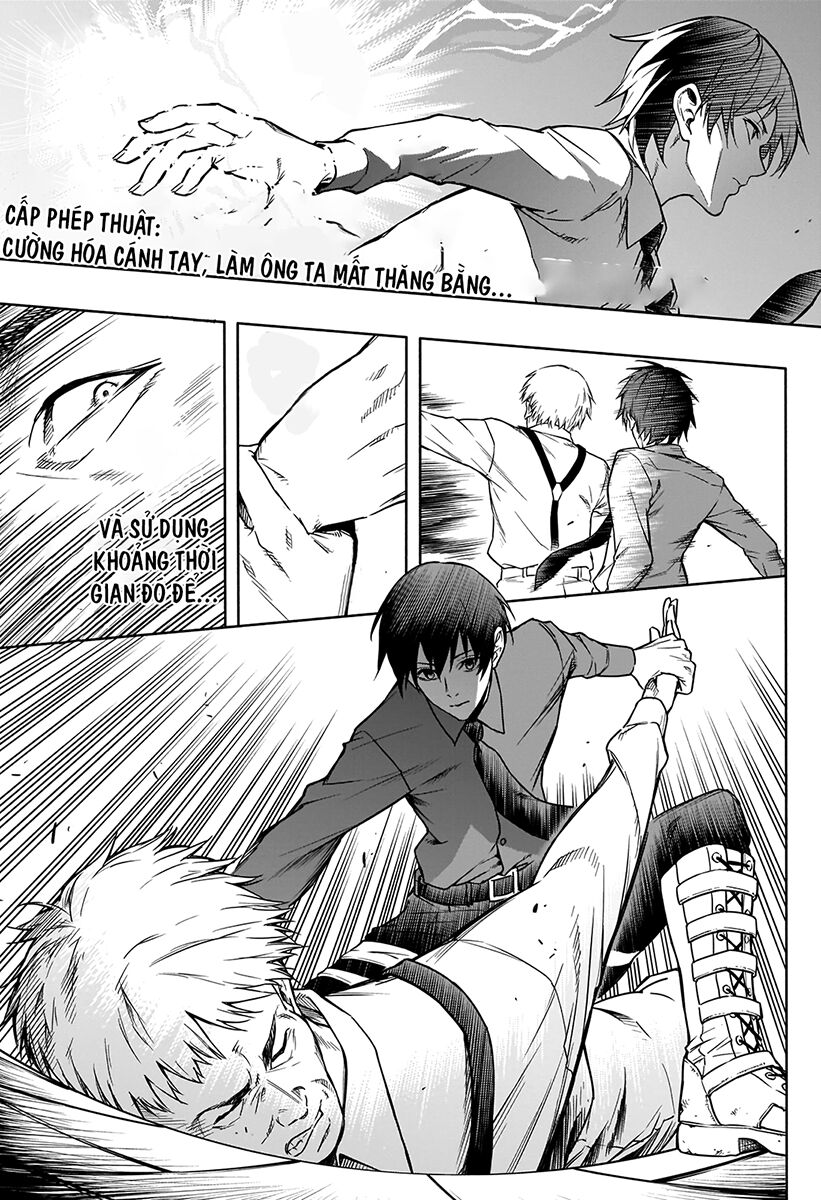 CẤP PHÉP THUẬT:
CƯỜNG HÓA CÁNH TAY, LÀM ÔNG TA MẤT THĂNG BẰNG...
VÀ SỬ DỤNG
KHOẢNG THỜI
GIAN ĐÓ ĐỂ...